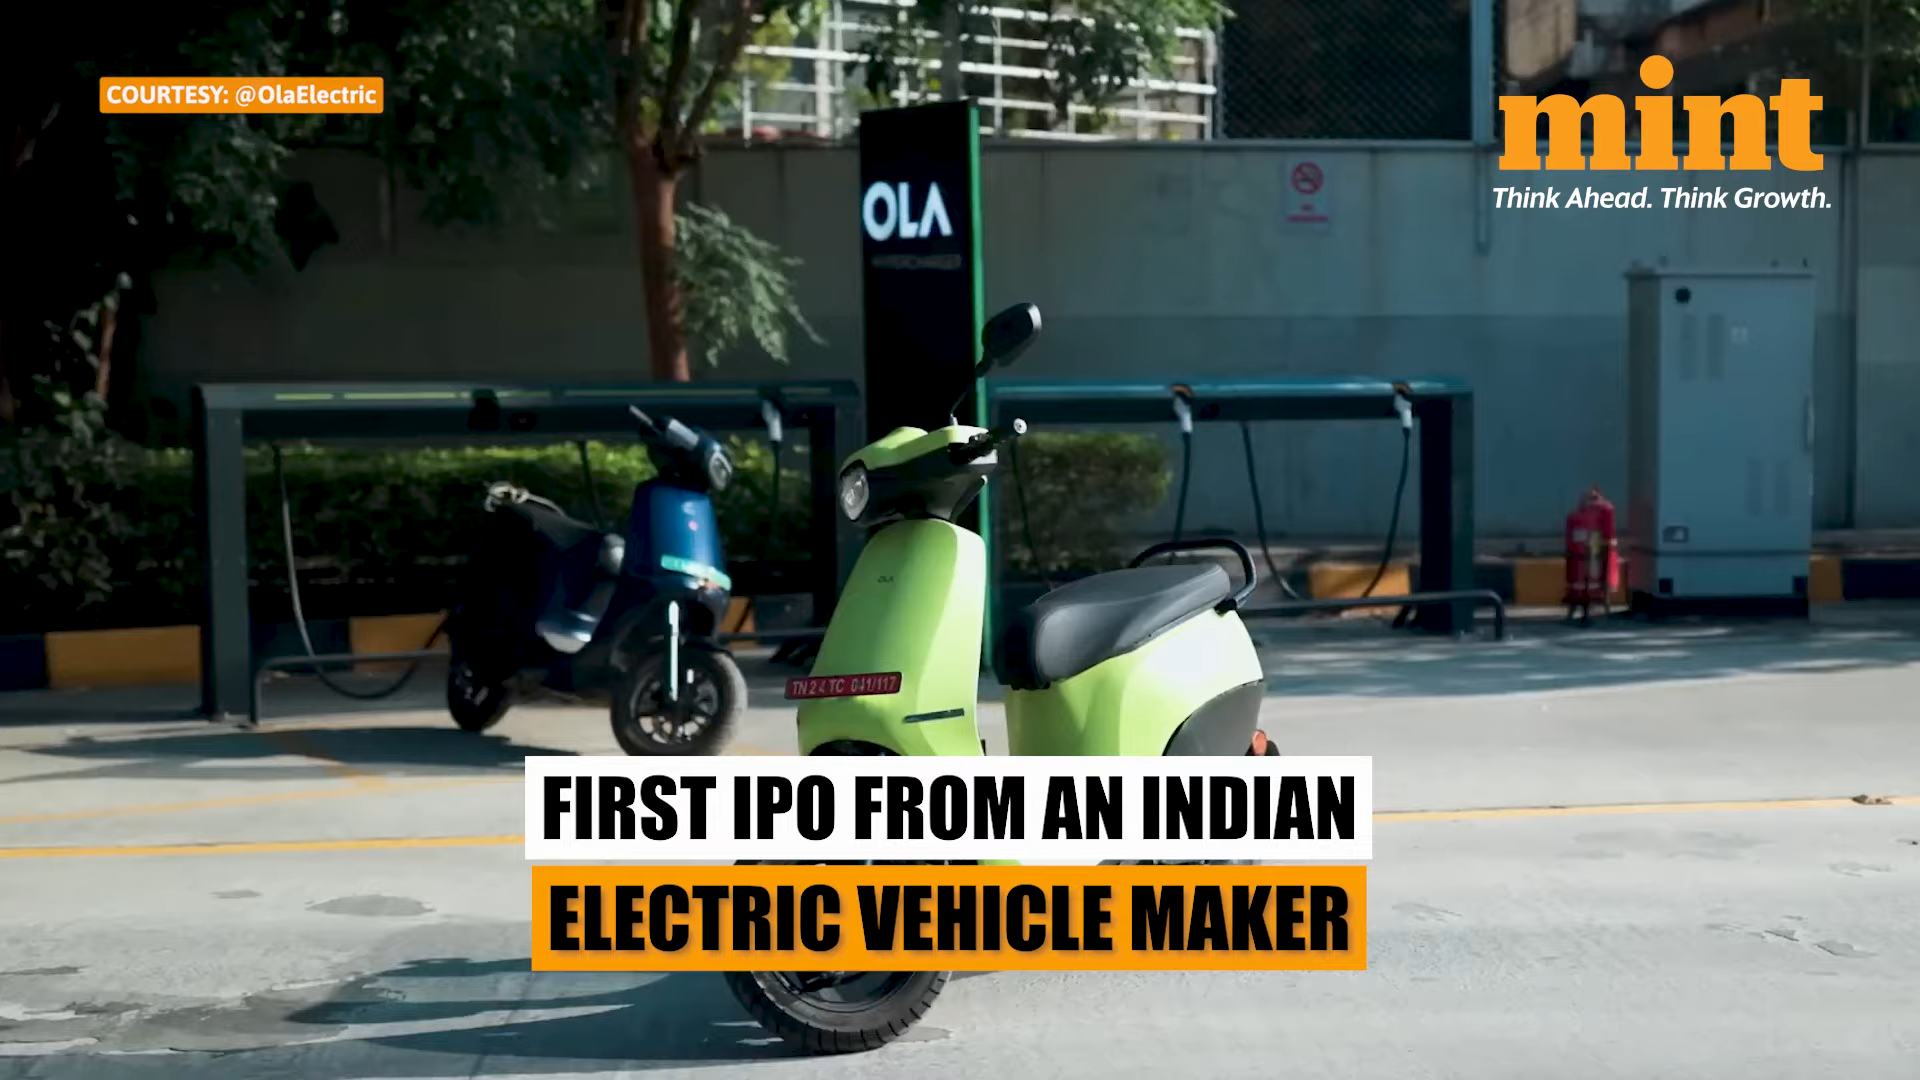 COURTESY: @OlaElectric
mint
Think Ahead. Think Growth.
OLA
OLA
TN 24 TC 041/117
FIRST IPO FROM AN INDIAN
ELECTRIC VEHICLE MAKER